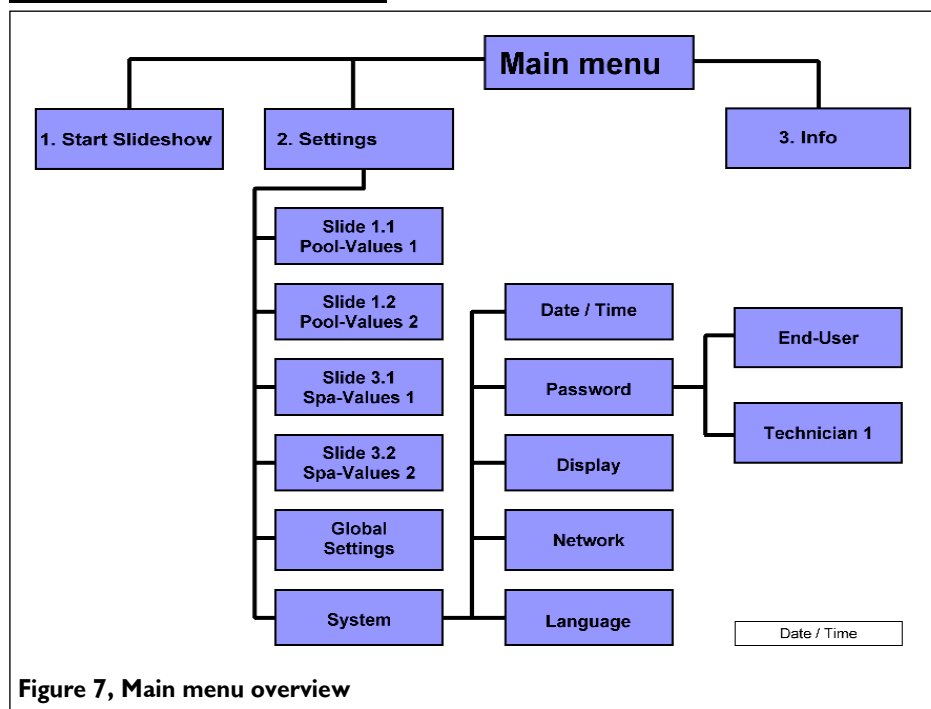 Main menu
1. Start Slideshow
2. Settings
3. Info
Slide 1.1
Pool-Values 1
Slide 1.2
Pool-Values 2
Slide 3.1
Spa-Values 1
Slide 3.2
Spa-Values 2
Global
Settings
System
Date / Time
Password
Display
Network
Language
End-User
Technician 1
Date / Time
Figure 7, Main menu overview